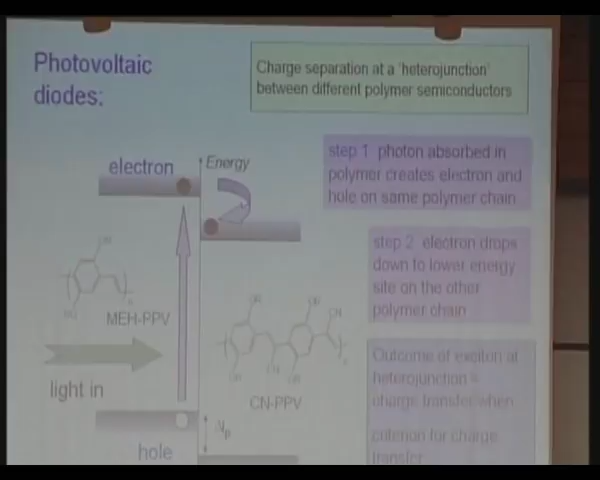 Photovoltaic
diodes:
Charge separation at a 'heterojunction'
between different polymer semiconductors
electron
Energy
step 1 photon absorbed in
polymer creates electron and
hole on same polymer chain
step 2 electron drops
down to lower energy
site on the other
polymer chain
MEH-PPV
OR
CN
CN-PPV
light in
hole
Outcome of exciton at
heterojunction =
charge transfer when
criterion for charge
transfer